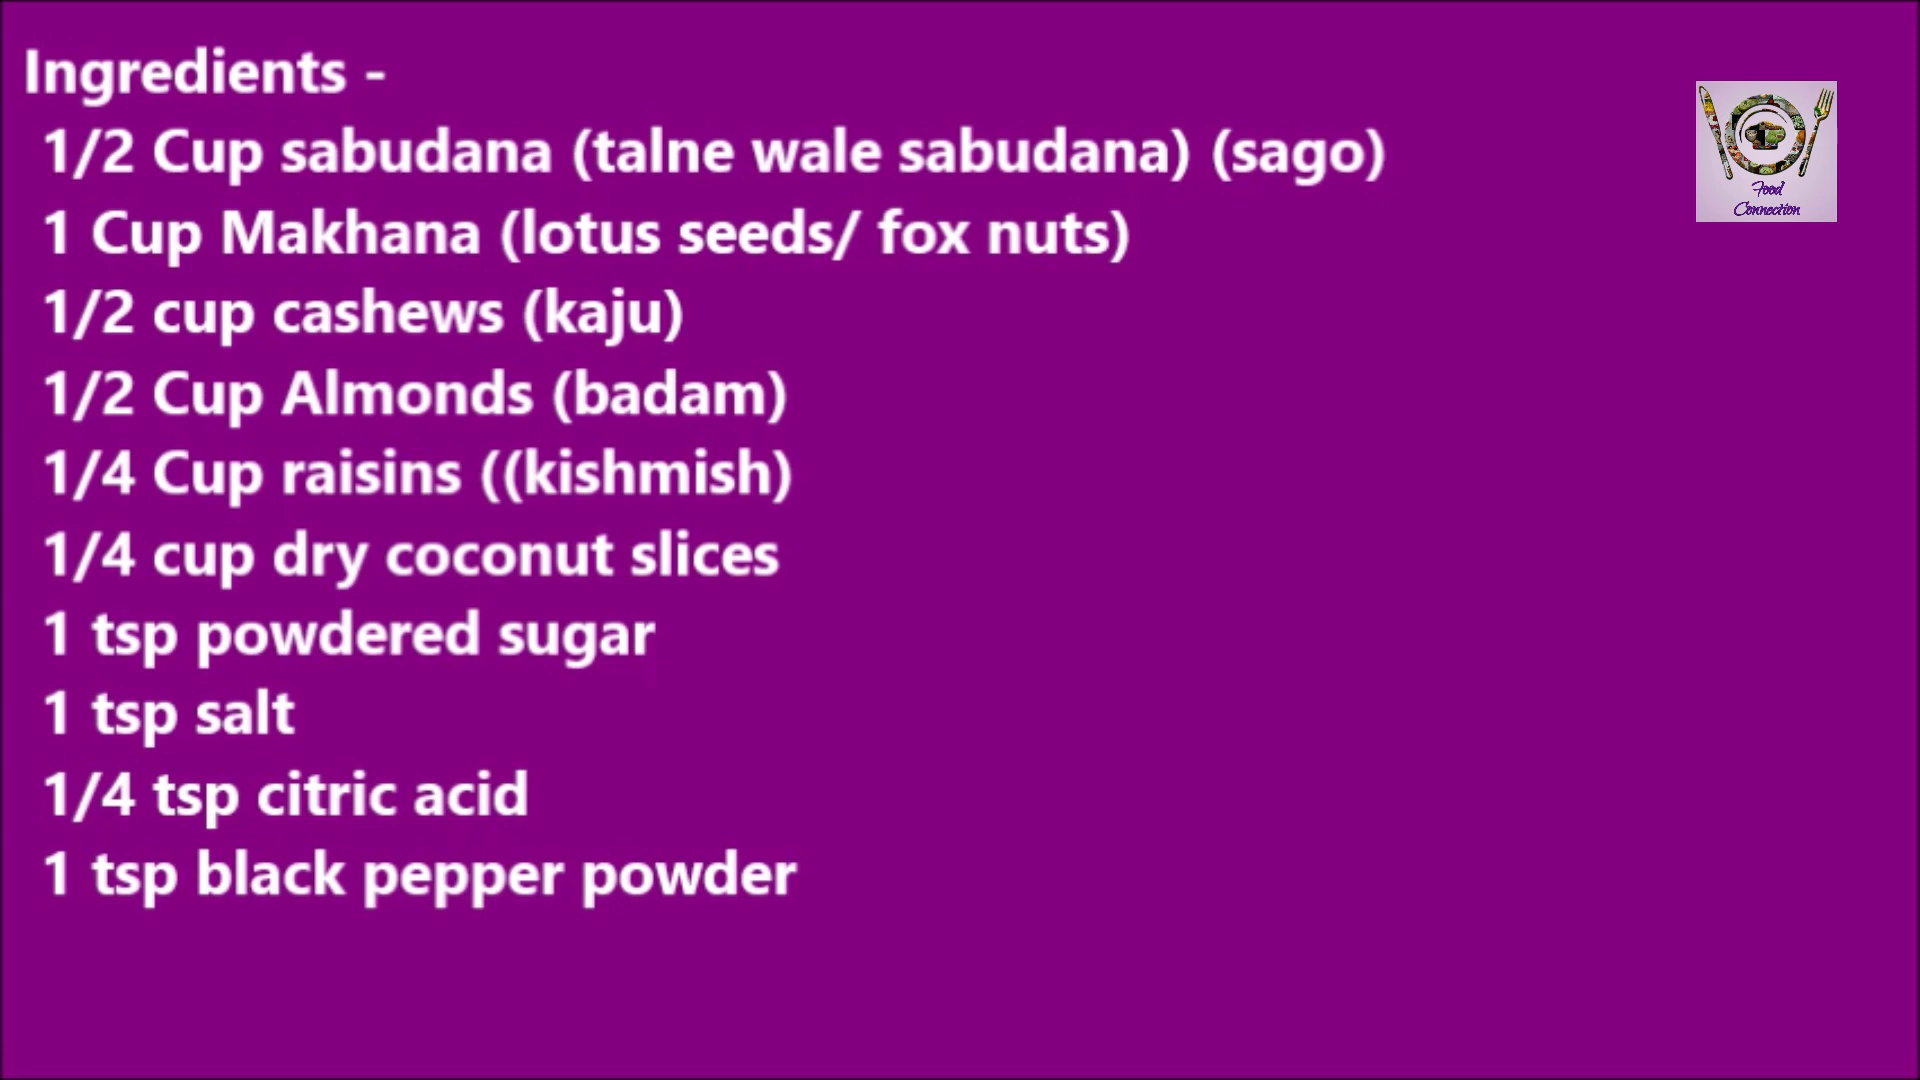 Ingredients -
1/2 Cup sabudana (talne wale sabudana) (sago)
1 Cup Makhana (lotus seeds/ fox nuts)
1/2 cup cashews (kaju)
1/2 Cup Almonds (badam)
1/4 Cup raisins ((kishmish)
1/4 cup dry coconut slices
1 tsp powdered sugar
1 tsp salt
1/4 tsp citric acid
1 tsp black pepper powder
Food
Connection